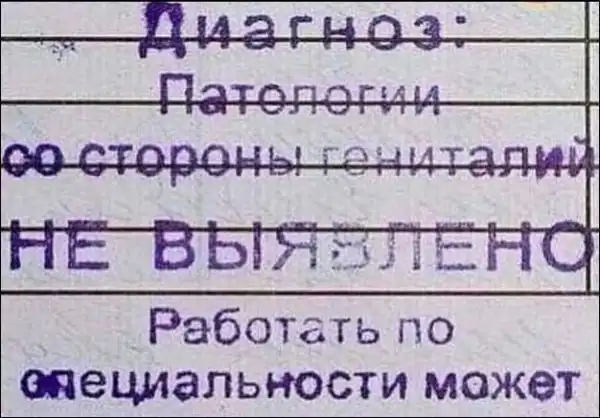 Диагноз:
Патологии
со стороны гениталий
НЕ ВЫЯВЛЕНО
Работать по
специальности может